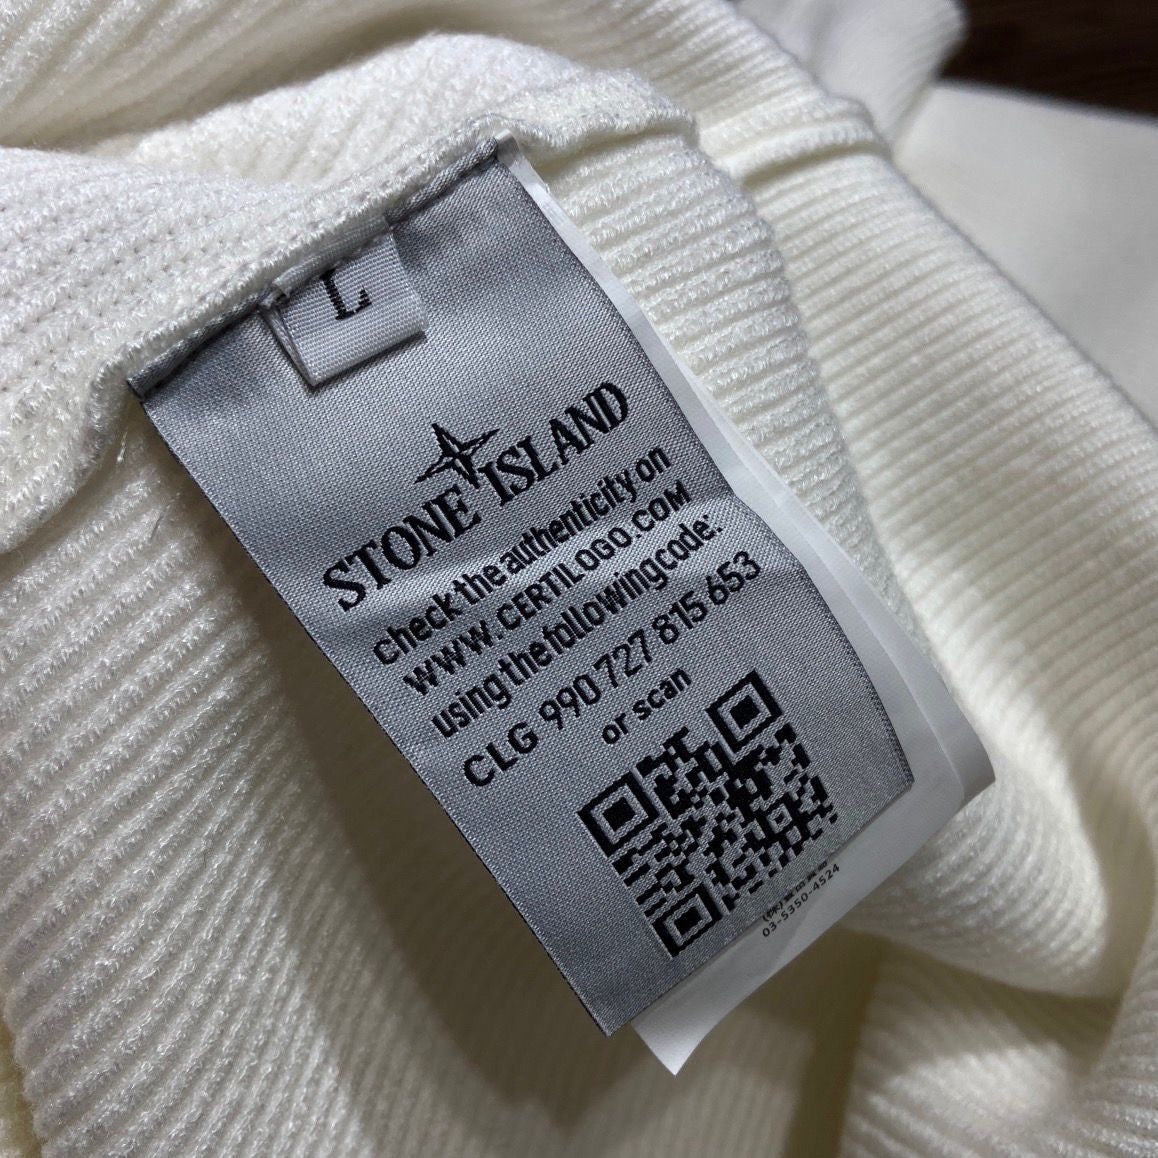 L
STONE ISLAND
check the authenticity on
WWW.CERTILOGO.COM
using the following code:
CLG 990 727 815 653
or scan
03-5350-4524